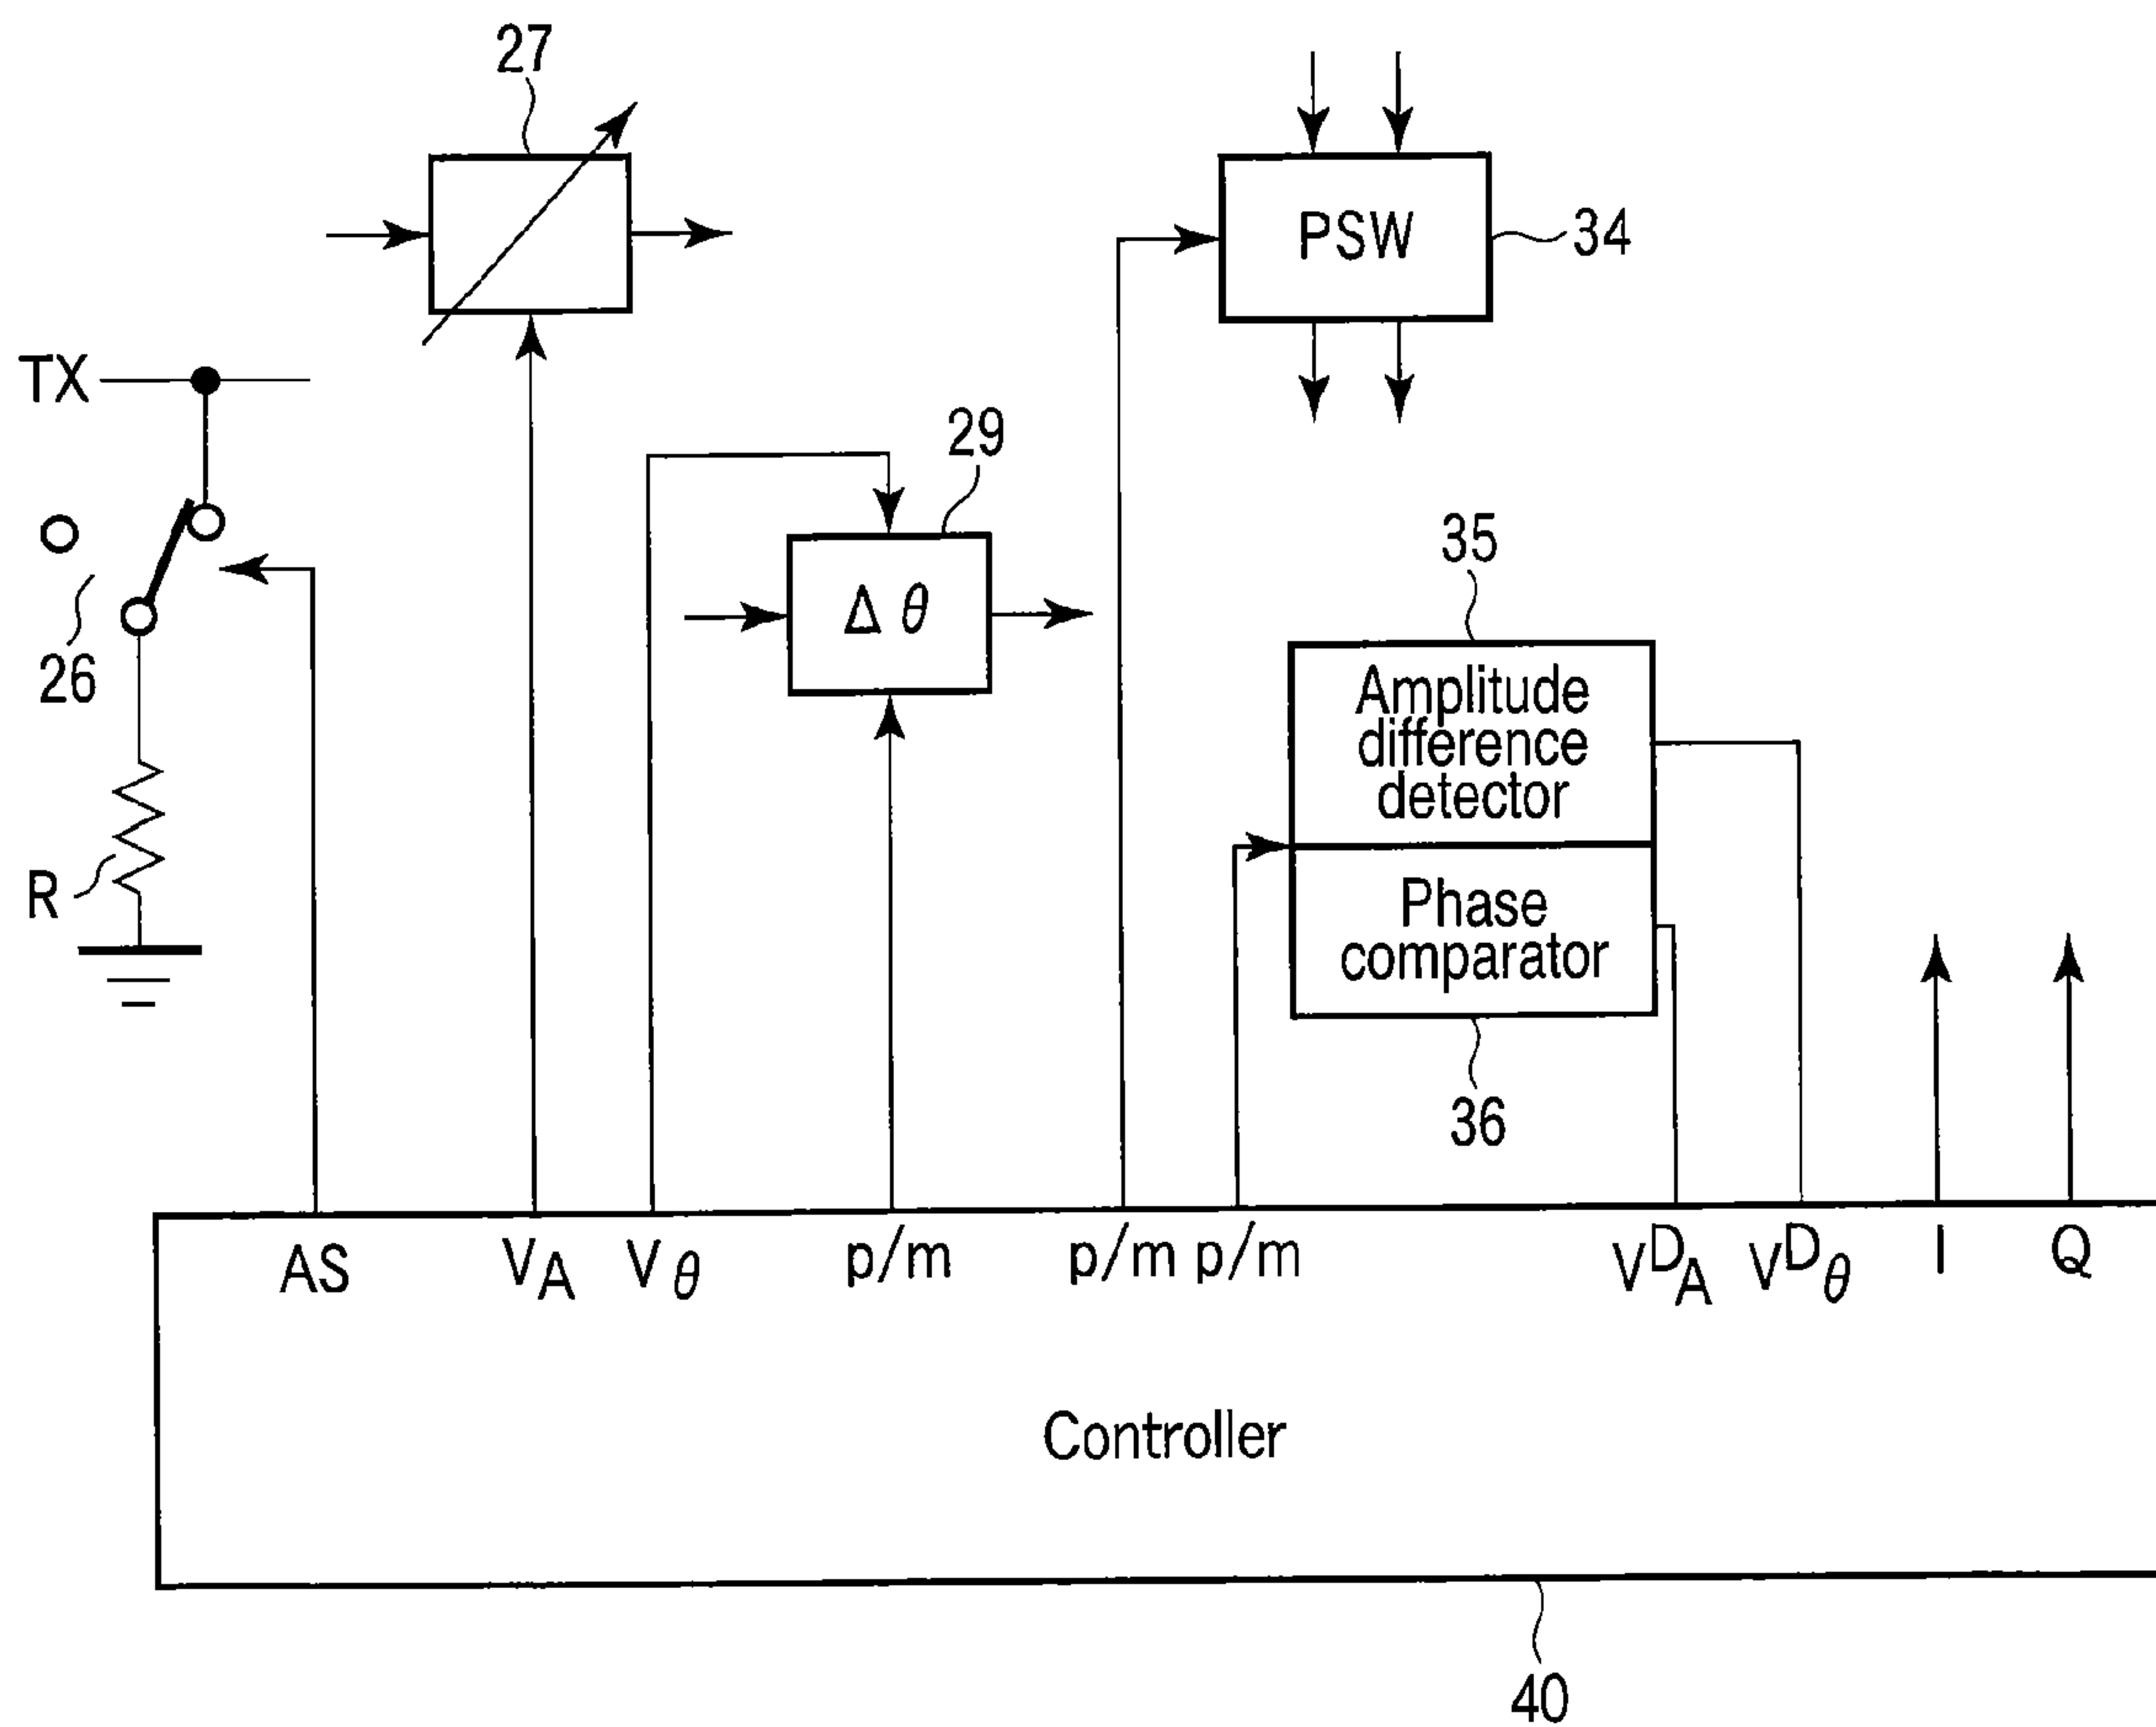 27
PSW
34
TX
29
Δ θ
35
26
Amplitude
difference
detector
R
Phase
comparator
36
AS
VA
Vθ
p/m
p/m
p/m
VDA
VDθ
I
Q
Controller
40